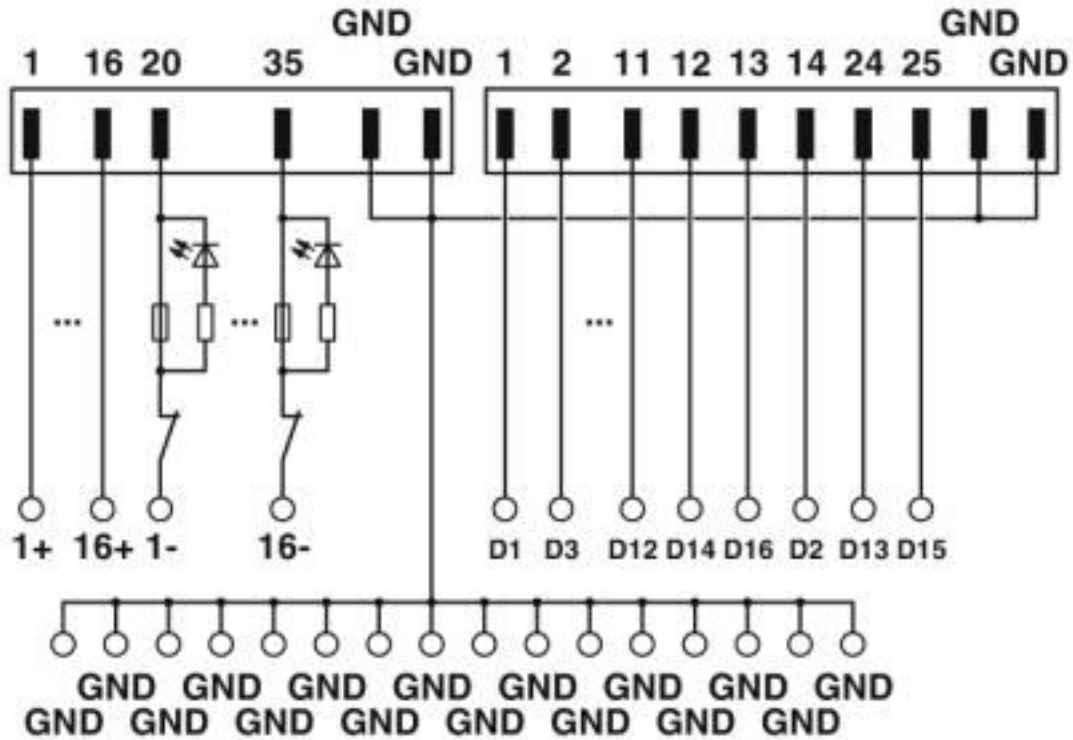 GND GND
1 16 20 35 GND 1 2 11 12 13 14 24 25 GND
... ... ...
1+ 16+ 1- 16- D1 D3 D12 D14 D16 D2 D13 D15
GND GND GND GND GND GND GND GND
GND GND GND GND GND GND GND GND